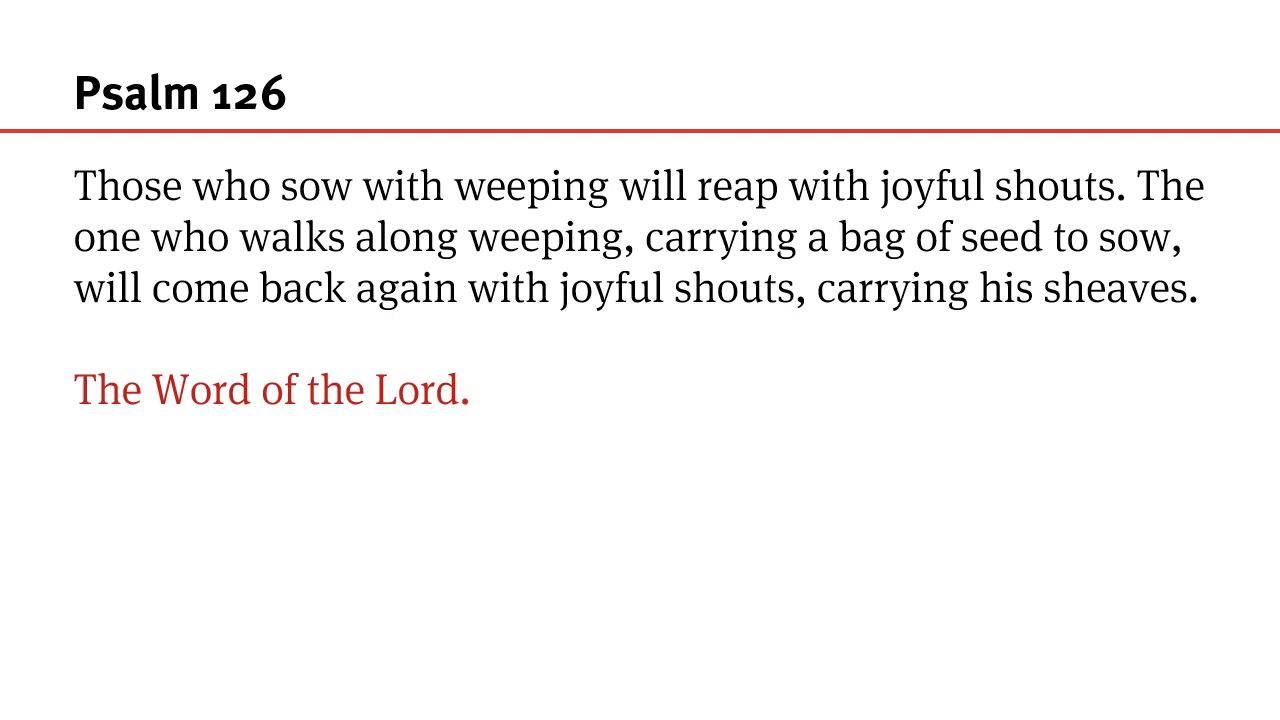 Psalm 126
Those who sow with weeping will reap with joyful shouts. The
one who walks along weeping, carrying a bag of seed to sow,
will come back again with joyful shouts, carrying his sheaves.
The Word of the Lord.